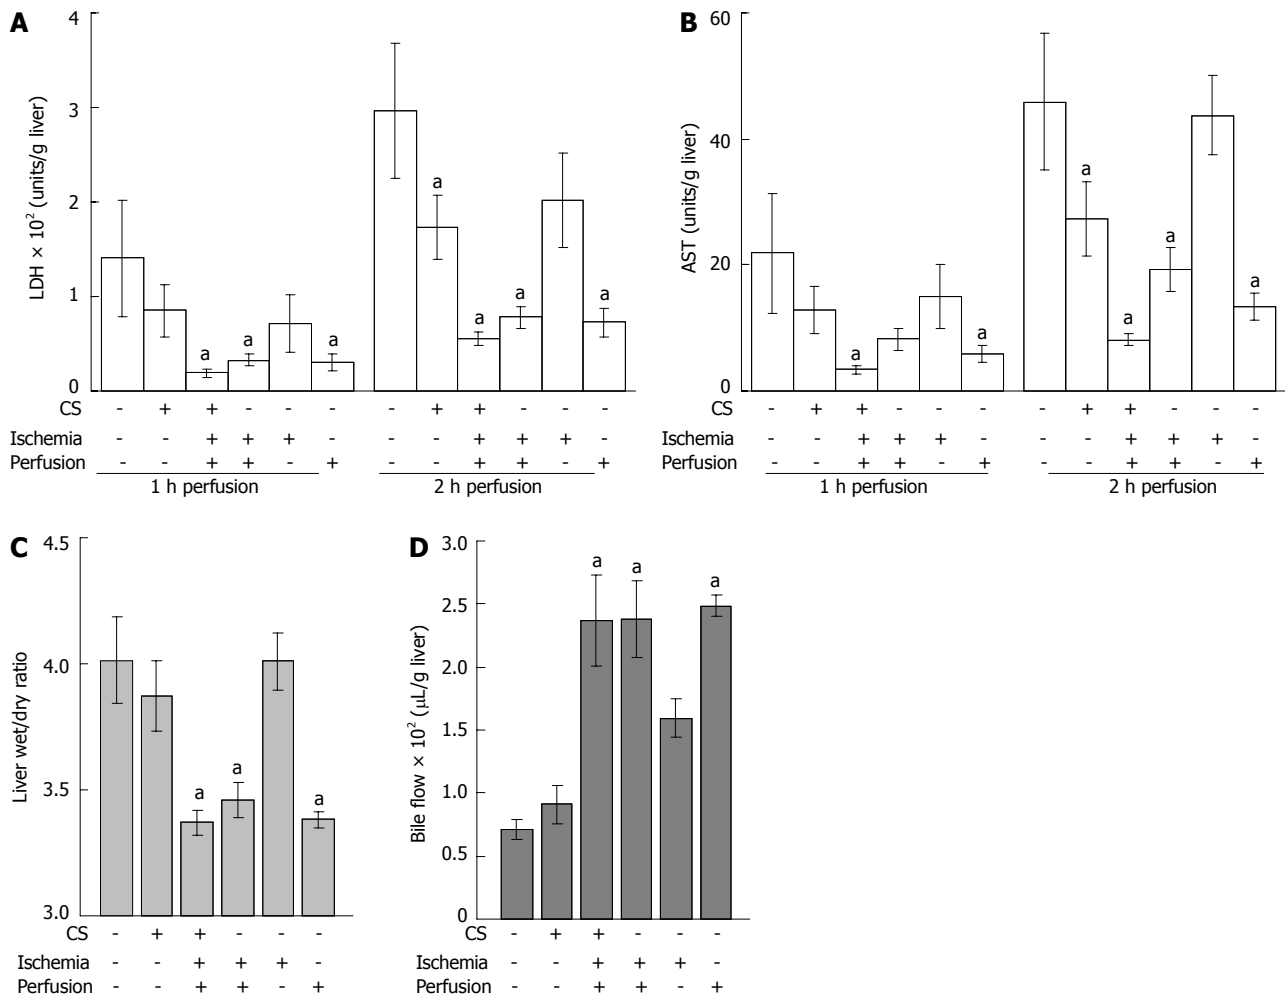 A
LDH × 10² (units/g liver)
4
3
2
1
0
a a a a a a
CS - + + - - - - + + - - -
Ischemia - - + + + - - - + + + -
Perfusion - - + + - + - - + + - +
1 h perfusion 2 h perfusion
B
AST (units/g liver)
60
40
20
0
a a a a a a
CS - + + - - - - + + - - -
Ischemia - - + + + - - - + + + -
Perfusion - - + + - + - - + + - +
1 h perfusion 2 h perfusion
C
Liver wet/dry ratio
4.5
4.0
3.5
3.0
a a a
CS - + + - - -
Ischemia - - + + + -
Perfusion - - + + - +
D
Bile flow × 10² (μL/g liver)
3.0
2.5
2.0
1.5
1.0
0.5
0
a a a
CS - + + - - -
Ischemia - - + + + -
Perfusion - - + + - +